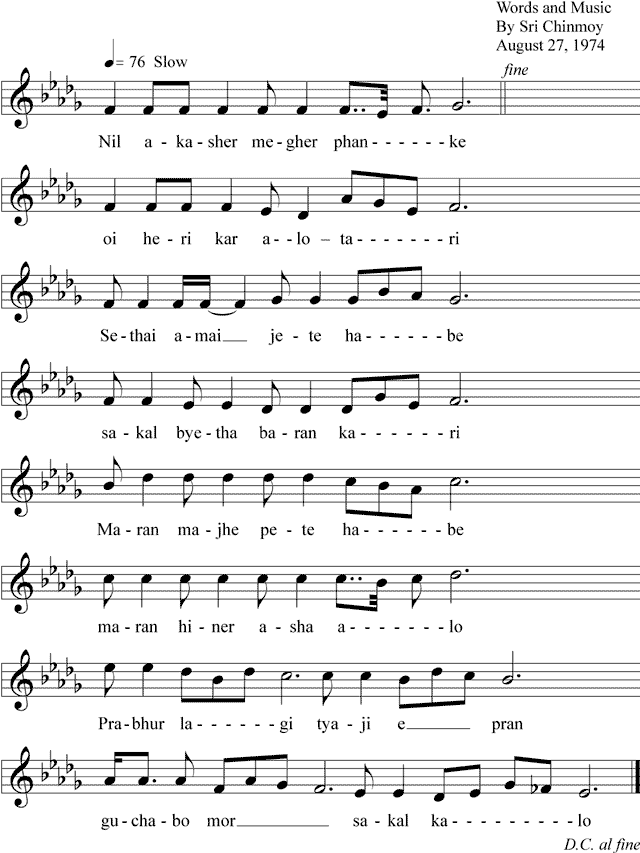 Words and Music
By Sri Chinmoy
August 27, 1974
= 76 Slow
fine
Nil a - ka-sher me-gher phan------ke
oi he-ri kar a-lo – ta-------ri
Se-thai a-mai je-te ha------be
sa-kal bye-tha ba-ran ka------ri
Ma-ran ma-jhe pe-te ha------be
ma-ran hi-ner a-sha a------lo
Pra-bhur la------gi tya-ji e pran
gu-cha-bo mor sa-kal ka---------lo
D.C. al fine